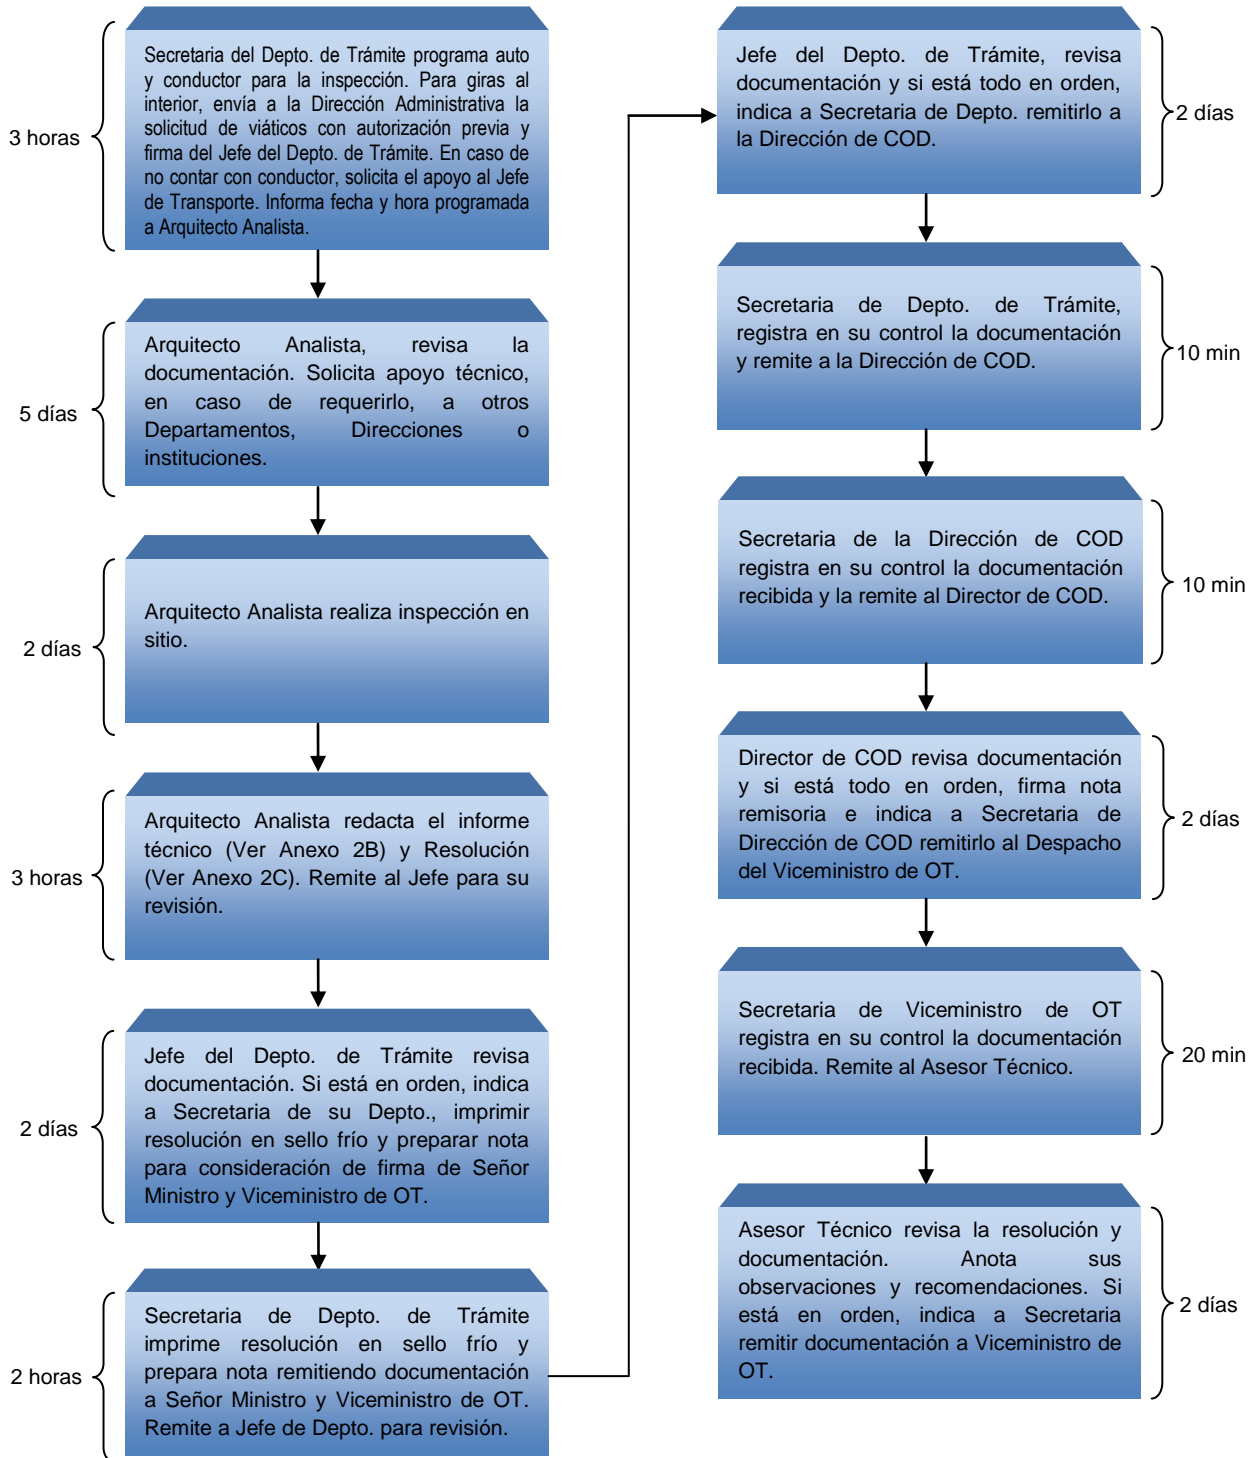 3 horas
Secretaria del Depto. de Trámite programa auto
y conductor para la inspección. Para giras al
interior, envía a la Dirección Administrativa la
solicitud de viáticos con autorización previa y
firma del Jefe del Depto. de Trámite. En caso de
no contar con conductor, solicita el apoyo al Jefe
de Transporte. Informa fecha y hora programada
a Arquitecto Analista.
5 días
Arquitecto Analista, revisa la
documentación. Solicita apoyo técnico,
en caso de requerirlo, a otros
Departamentos, Direcciones o
instituciones.
2 días
Arquitecto Analista realiza inspección en
sitio.
3 horas
Arquitecto Analista redacta el informe
técnico (Ver Anexo 2B) y Resolución
(Ver Anexo 2C). Remite al Jefe para su
revisión.
2 días
Jefe del Depto. de Trámite revisa
documentación. Si está en orden, indica
a Secretaria de su Depto., imprimir
resolución en sello frío y preparar nota
para consideración de firma de Señor
Ministro y Viceministro de OT.
2 horas
Secretaria de Depto. de Trámite
imprime resolución en sello frío y
prepara nota remitiendo documentación
a Señor Ministro y Viceministro de OT.
Remite a Jefe de Depto. para revisión.
Jefe del Depto. de Trámite, revisa
documentación y si está todo en orden,
indica a Secretaria de Depto. remitirlo a
la Dirección de COD.
2 días
Secretaria de Depto. de Trámite,
registra en su control la documentación
y remite a la Dirección de COD.
10 min
Secretaria de la Dirección de COD
registra en su control la documentación
recibida y la remite al Director de COD.
10 min
Director de COD revisa documentación
y si está todo en orden, firma nota
remisoria e indica a Secretaria de
Dirección de COD remitirlo al Despacho
del Viceministro de OT.
2 días
Secretaria de Viceministro de OT
registra en su control la documentación
recibida. Remite al Asesor Técnico.
20 min
Asesor Técnico revisa la resolución y
documentación. Anota sus
observaciones y recomendaciones. Si
está en orden, indica a Secretaria
remitir documentación a Viceministro de
OT.
2 días